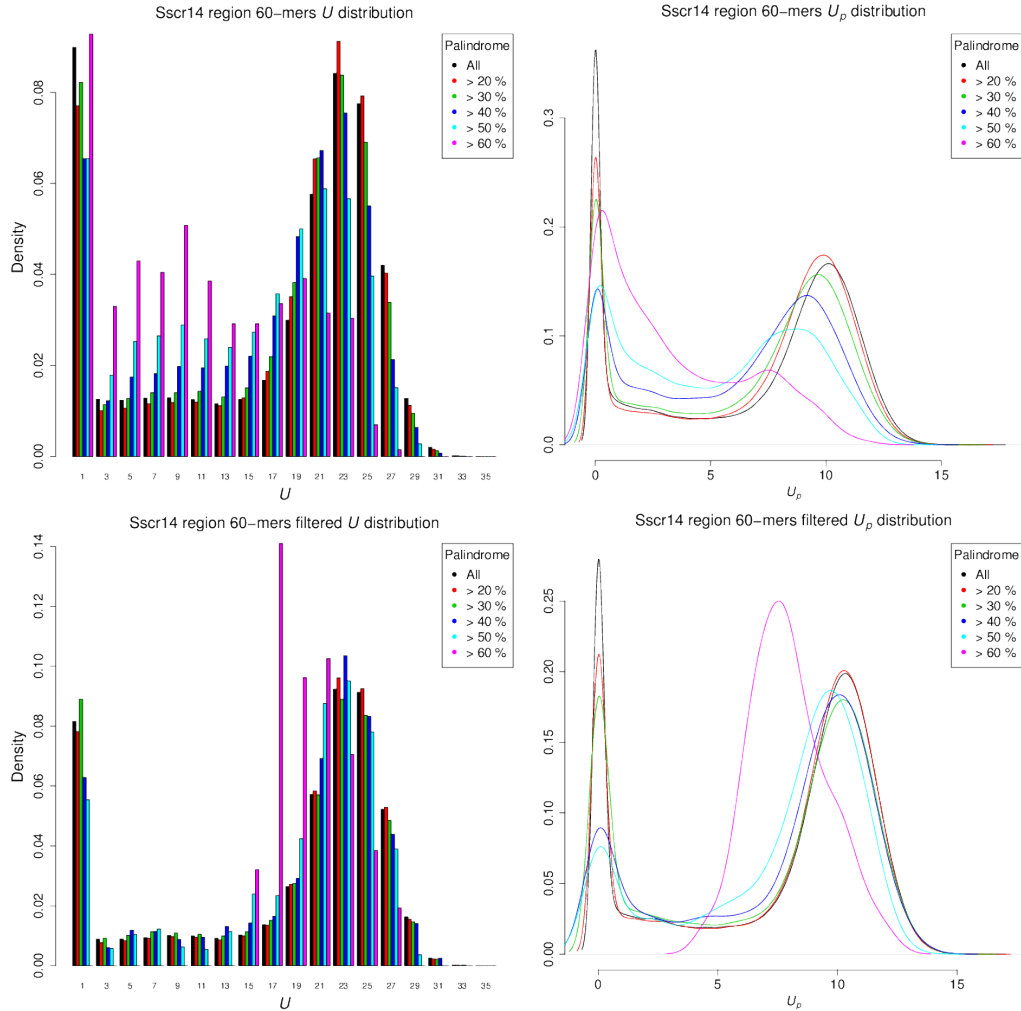 Sscr14 region 60−mers U distribution
Density
0.00
0.02
0.04
0.06
0.08
1 3 5 7 9 11 13 15 17 19 21 23 25 27 29 31 33 35
U
Palindrome
All
> 20 %
> 30 %
> 40 %
> 50 %
> 60 %
Sscr14 region 60−mers Up distribution
0.0
0.1
0.2
0.3
0 5 10 15
Up
Palindrome
All
> 20 %
> 30 %
> 40 %
> 50 %
> 60 %
Sscr14 region 60−mers filtered U distribution
Density
0.00
0.02
0.04
0.06
0.08
0.10
0.12
0.14
1 3 5 7 9 11 13 15 17 19 21 23 25 27 29 31 33 35
U
Palindrome
All
> 20 %
> 30 %
> 40 %
> 50 %
> 60 %
Sscr14 region 60−mers filtered Up distribution
0.00
0.05
0.10
0.15
0.20
0.25
0 5 10 15
Up
Palindrome
All
> 20 %
> 30 %
> 40 %
> 50 %
> 60 %